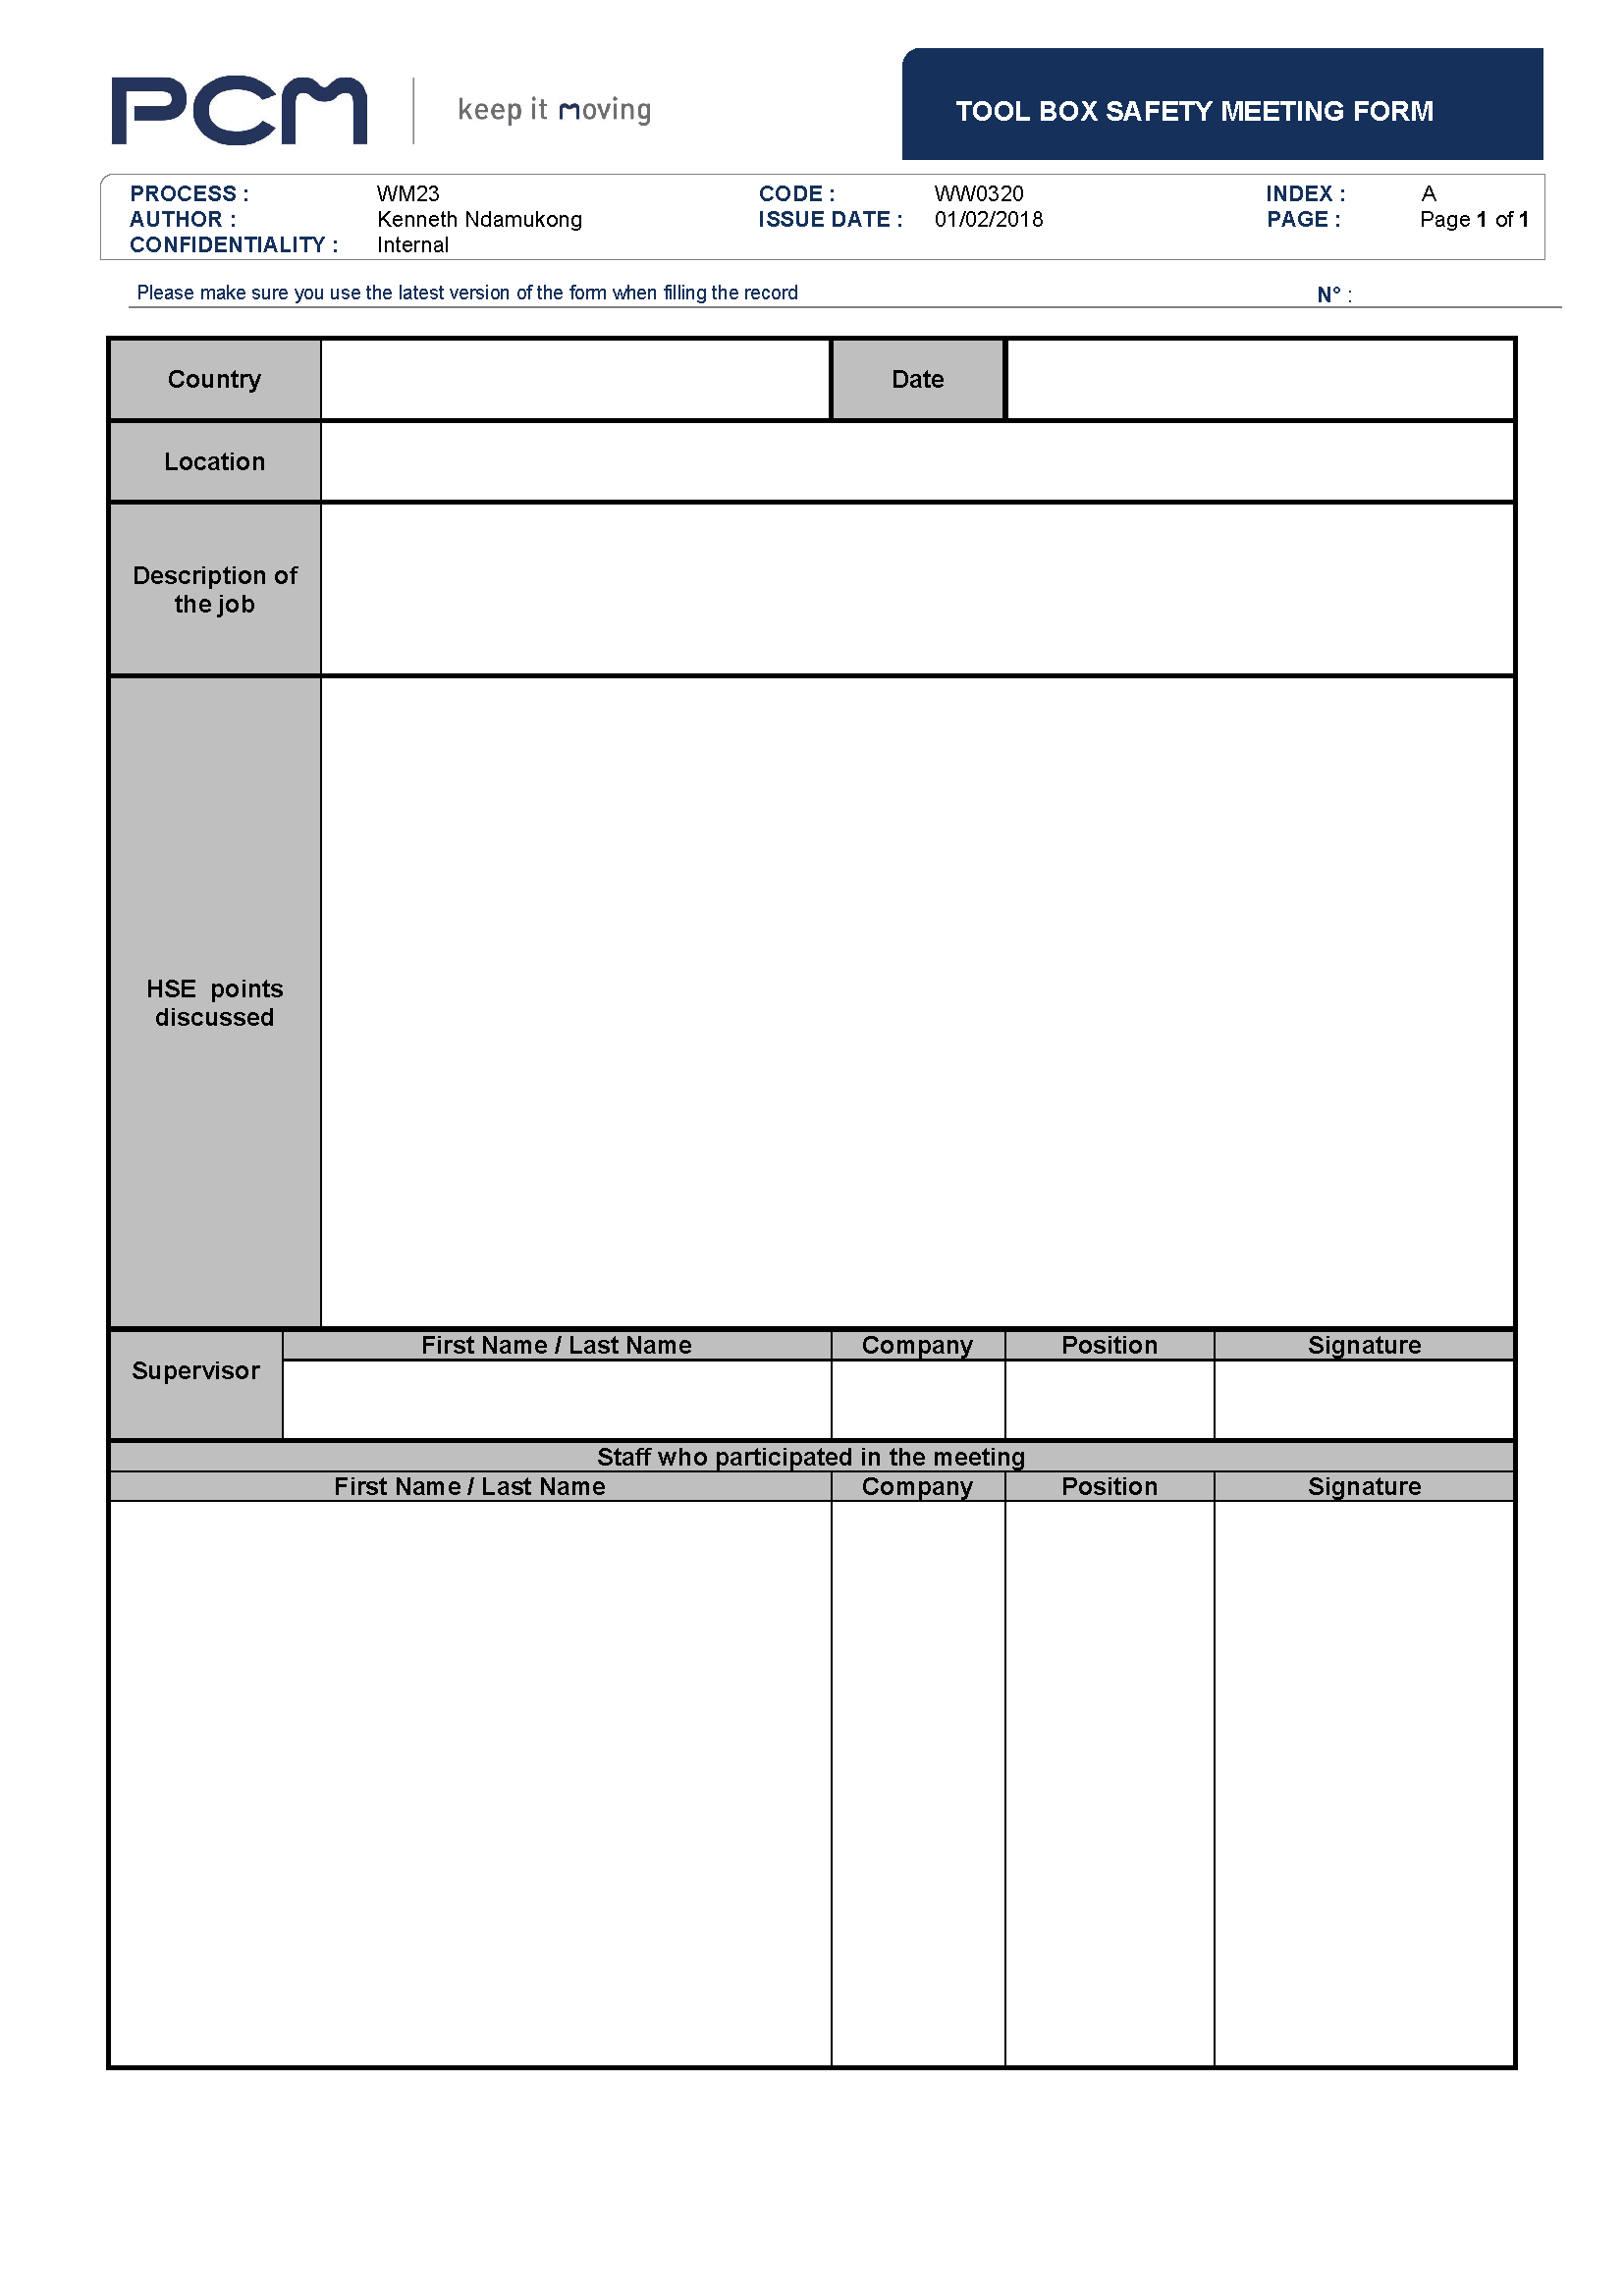 PCM
keep it moving
TOOL BOX SAFETY MEETING FORM
PROCESS : WM23 CODE : WW0320 INDEX : A
AUTHOR : Kenneth Ndamukong ISSUE DATE : 01/02/2018 PAGE : Page 1 of 1
CONFIDENTIALITY : Internal
Please make sure you use the latest version of the form when filling the record N° :
Country Date
Location
Description of
the job
HSE points
discussed
First Name / Last Name Company Position Signature
Supervisor
Staff who participated in the meeting
First Name / Last Name Company Position Signature